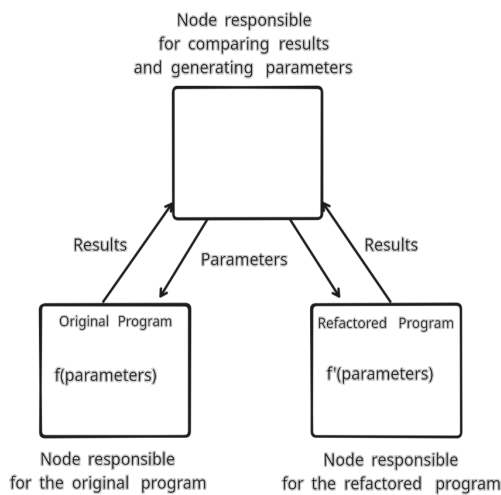 Node responsible
for comparing results
and generating parameters
Results
Parameters
Results
Original Program
f(parameters)
Refactored Program
f'(parameters)
Node responsible
for the original program
Node responsible
for the refactored program